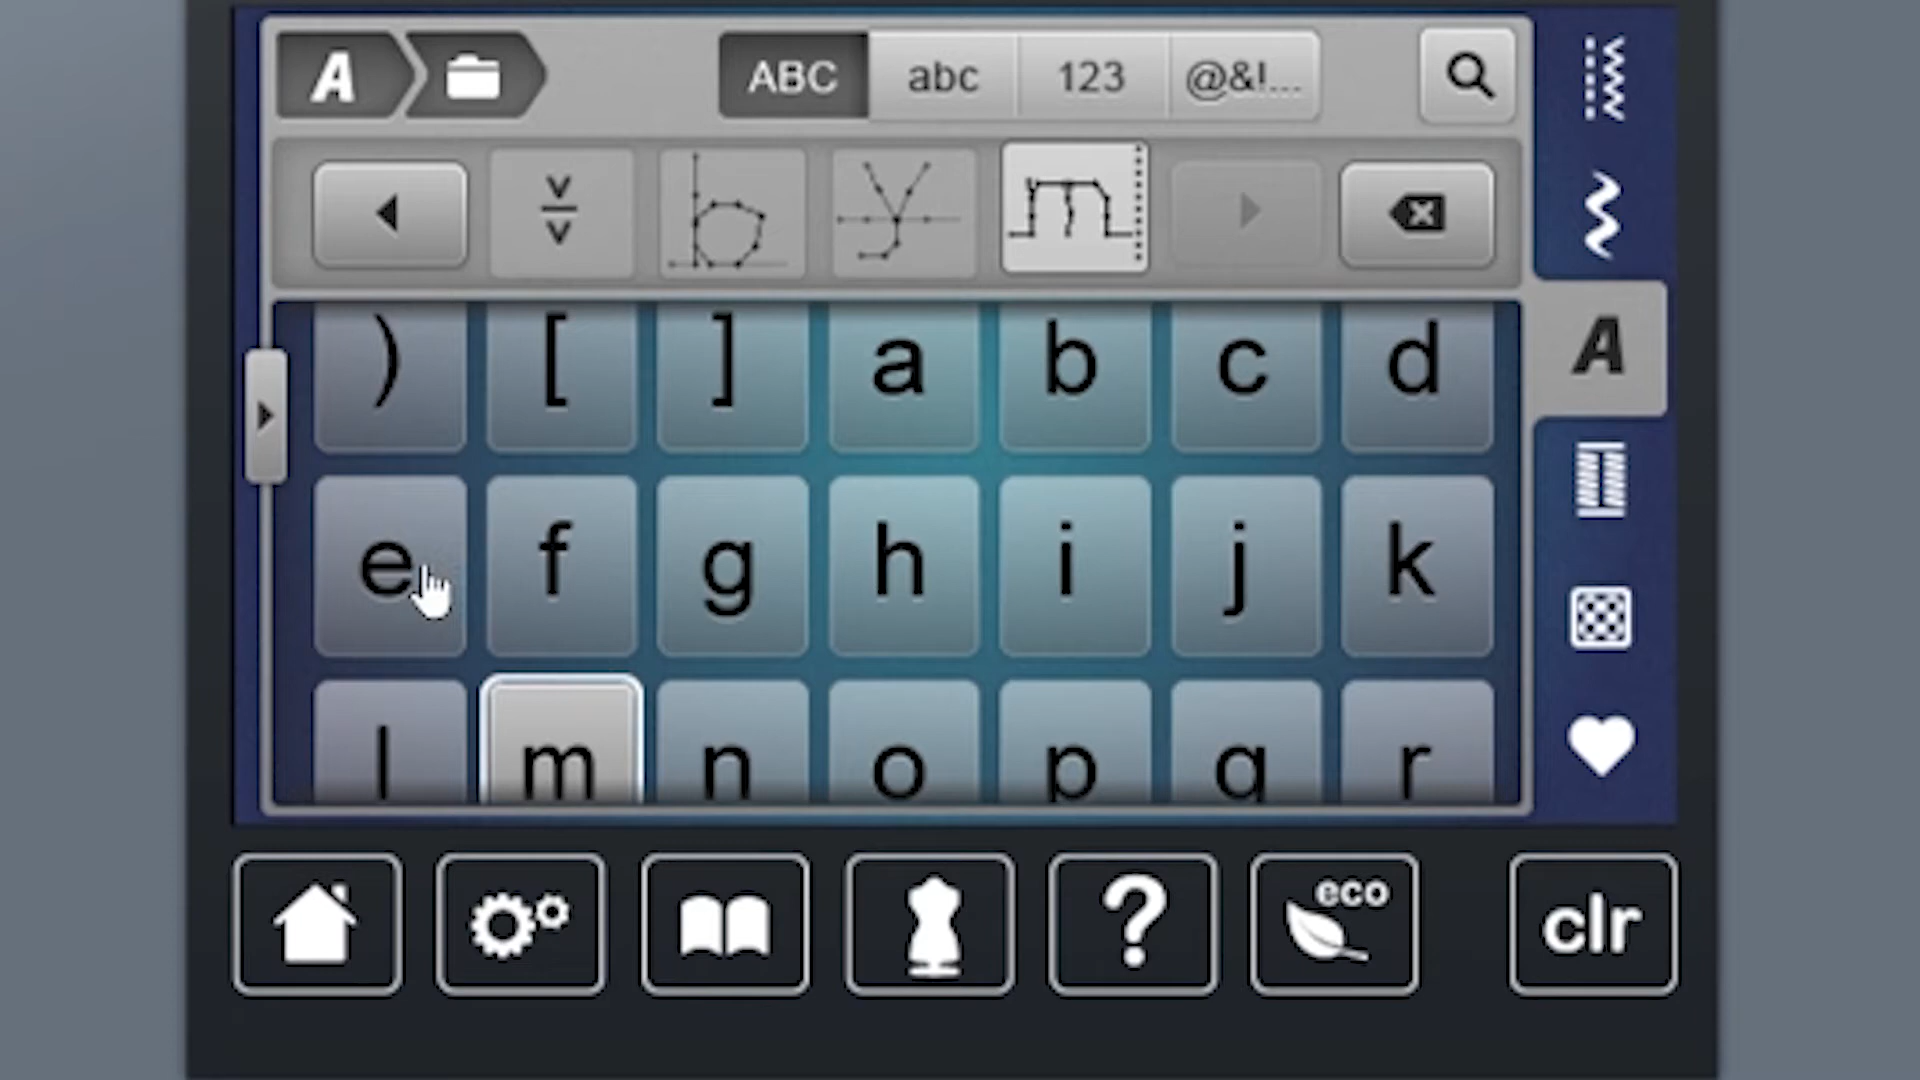 A ABC abc 123 @&!...
b y m
) [ ] a b c d
A
e f g h i j k
l m n o p q r
eco
clr
?